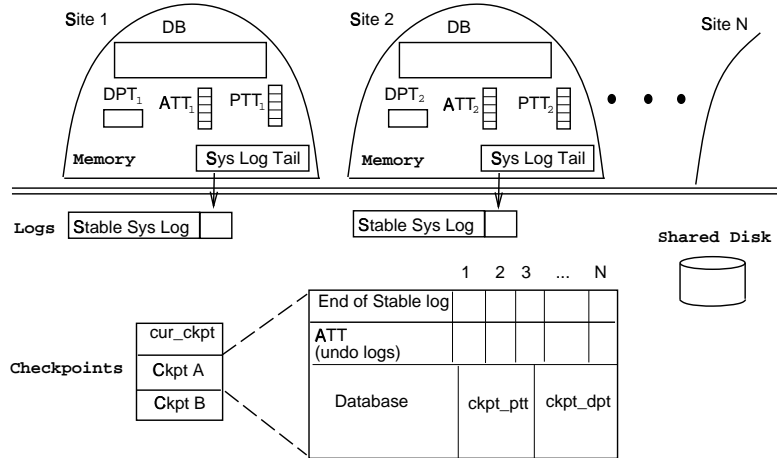 Site 1
DB
DPT1
ATT1
PTT1
Memory
Sys Log Tail
Site 2
DB
DPT2
ATT2
PTT2
Memory
Sys Log Tail
• • •
Site N
Logs
Stable Sys Log
Stable Sys Log
Shared Disk
Checkpoints
cur_ckpt
Ckpt A
Ckpt B
1 2 3 ... N
End of Stable log
ATT
(undo logs)
Database
ckpt_ptt
ckpt_dpt